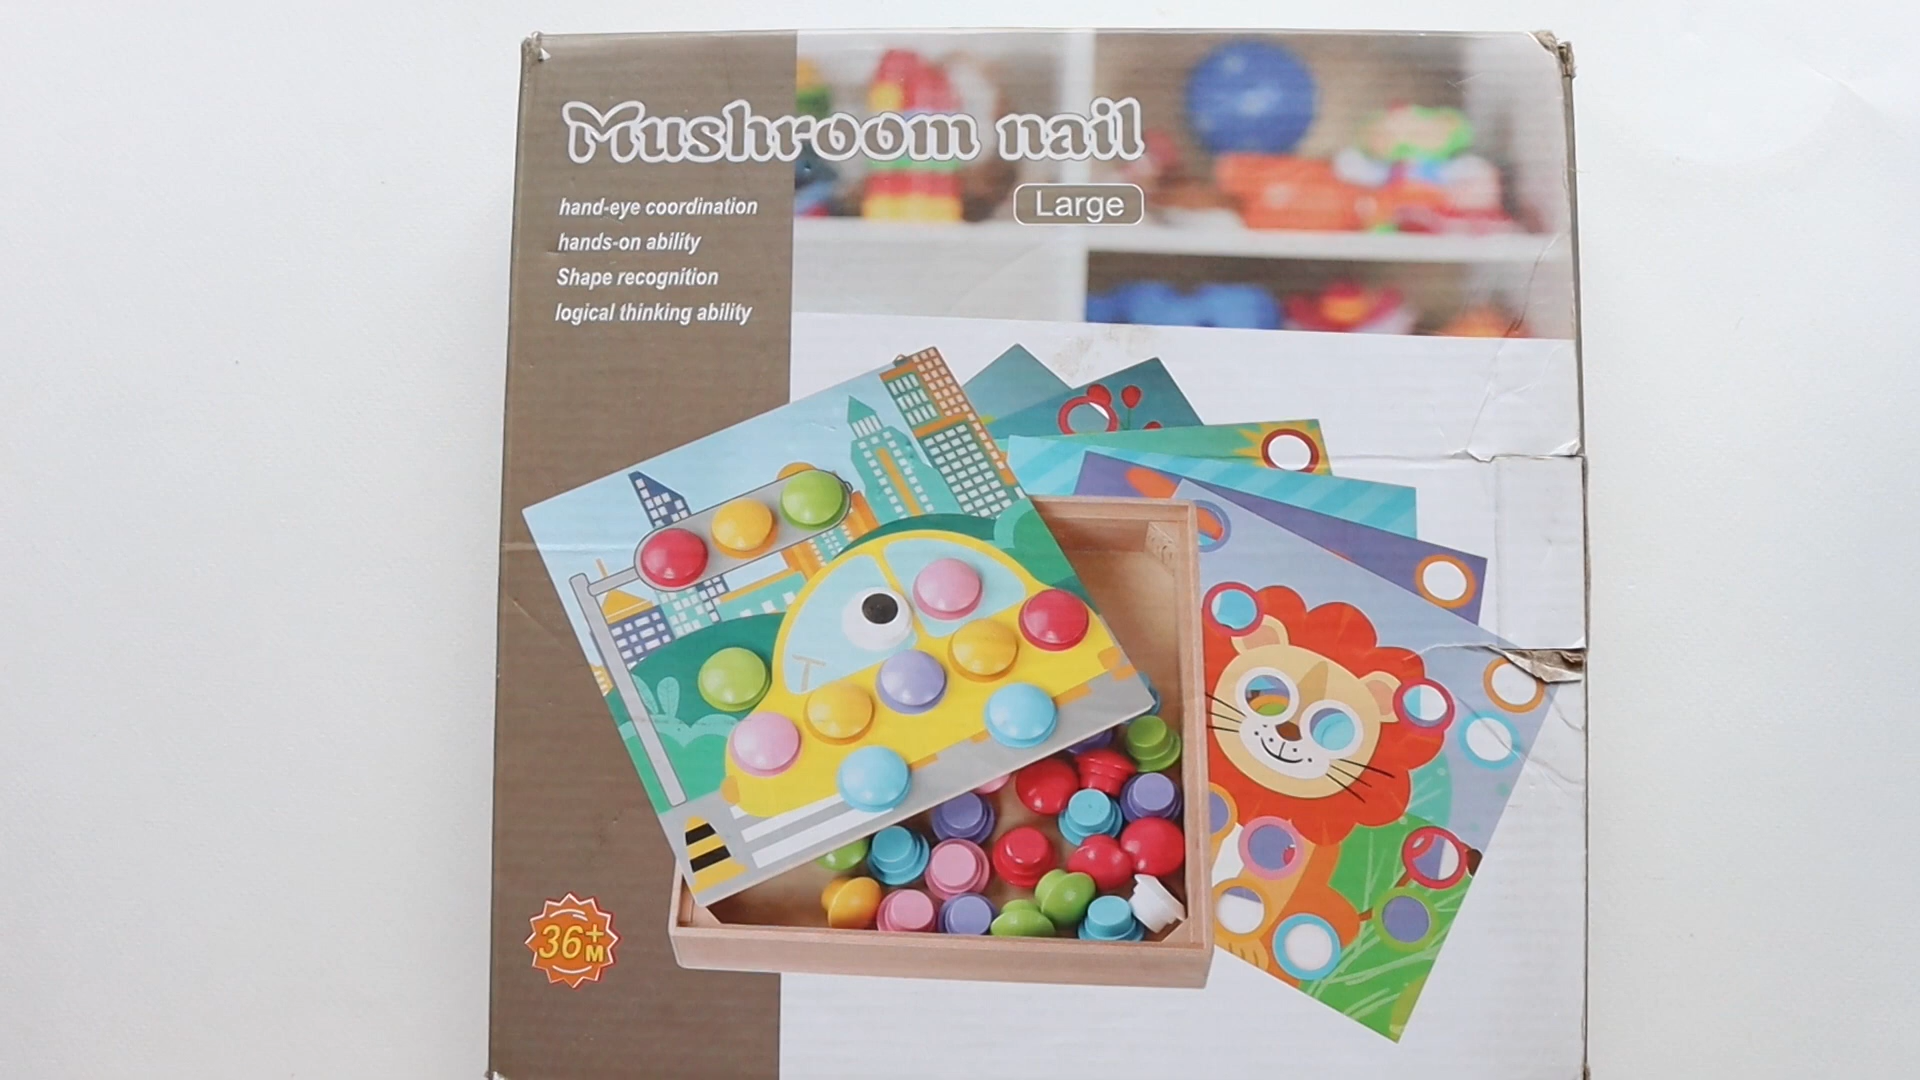 Mushroom nail
Large
hand-eye coordination
hands-on ability
Shape recognition
logical thinking ability
36+
M